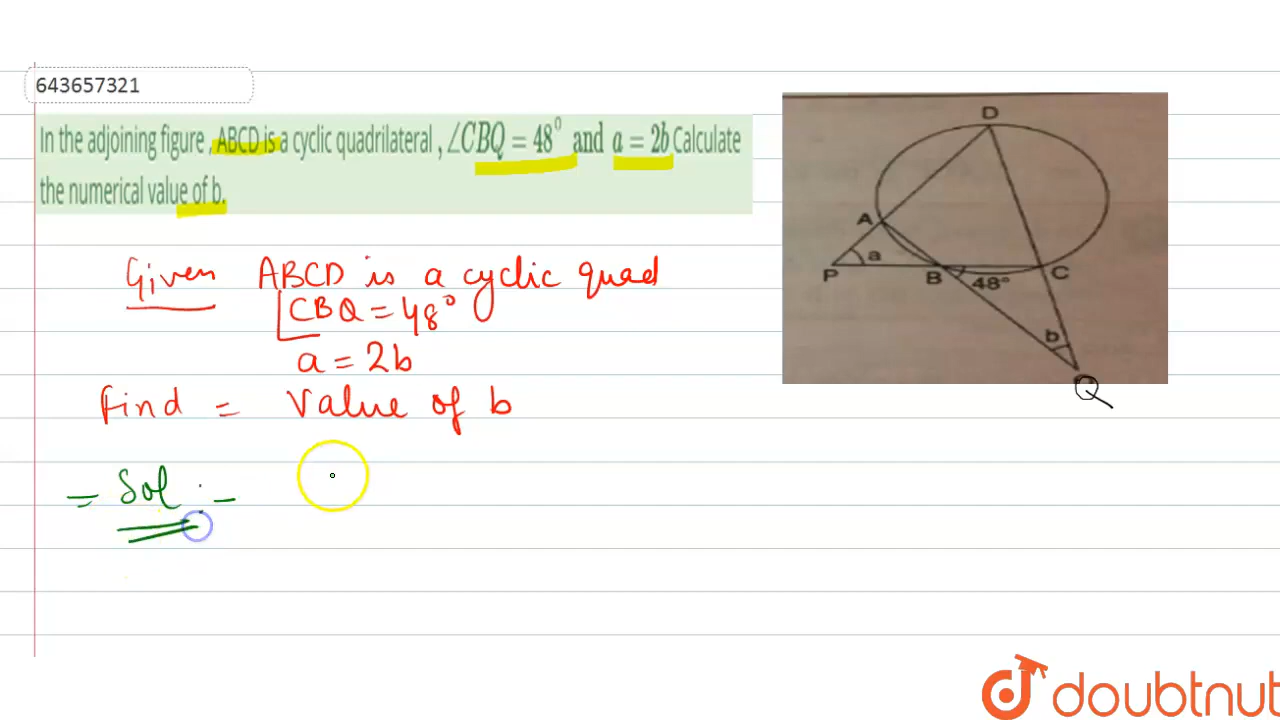 643657321
In the adjoining figure , ABCD is a cyclic quadrilateral , ∠CBQ = 48° and a = 2b Calculate
the numerical value of b.
D
A
P
a
B
48°
C
b
Q
Given ABCD is a cyclic quad
∠CBQ = 48°
a = 2b
Find = Value of b
= Sol :-
doubtnut